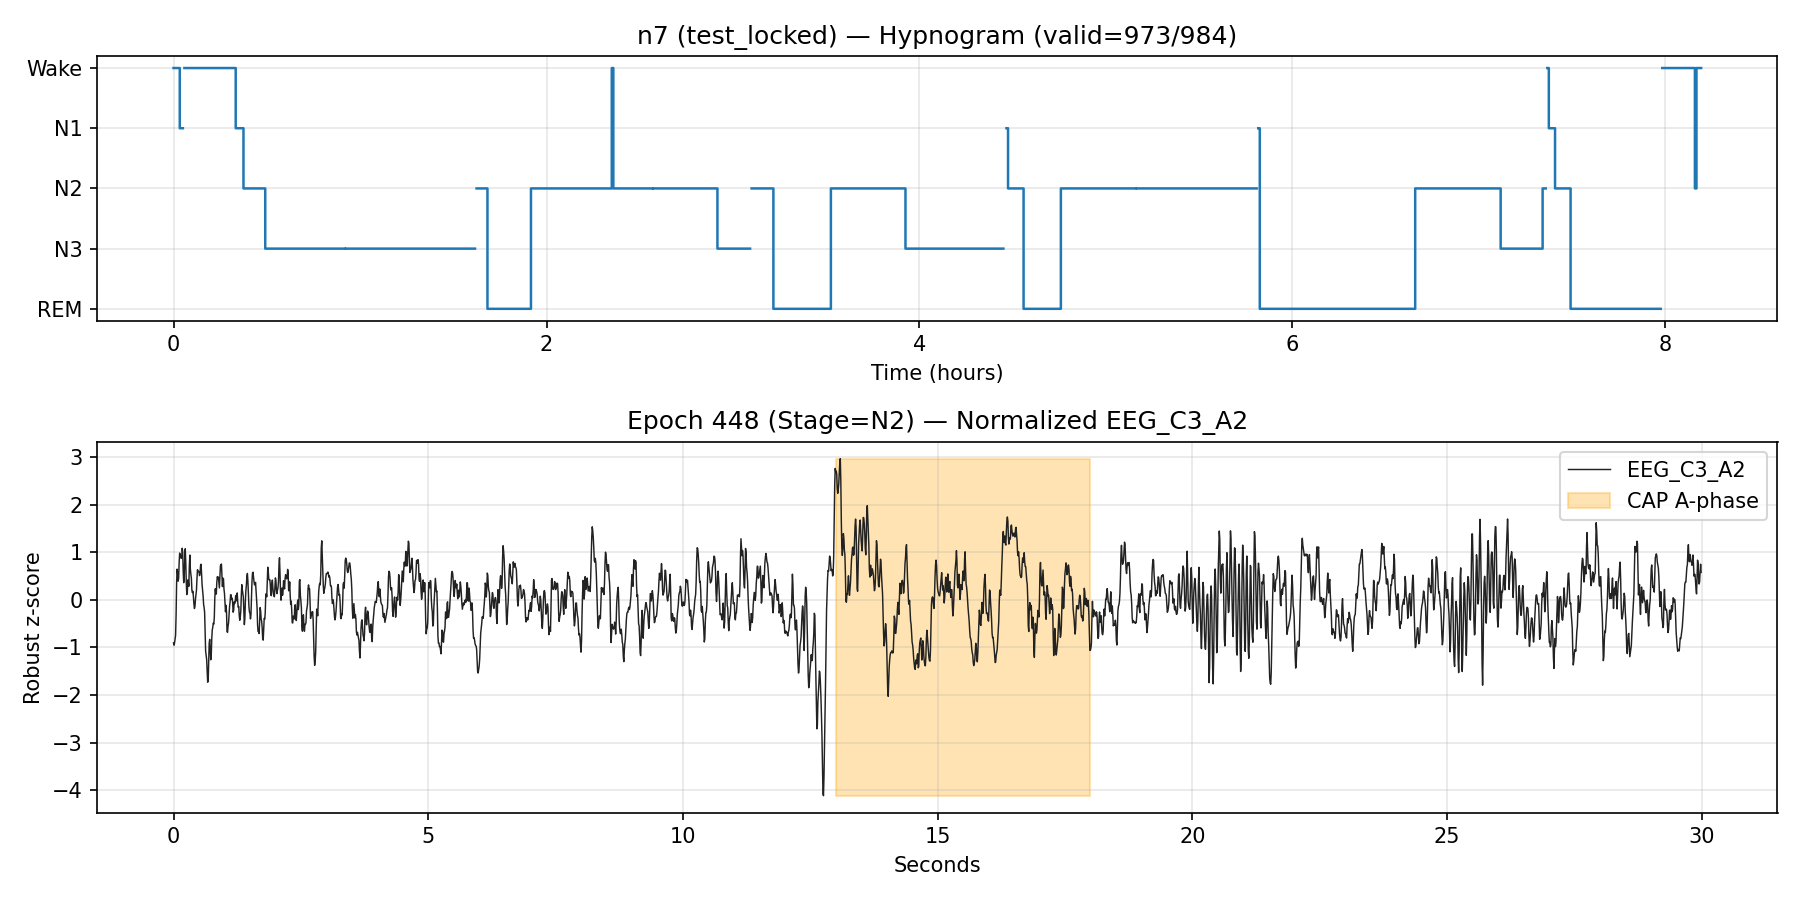 n7 (test_locked) — Hypnogram (valid=973/984)
Wake
N1
N2
N3
REM
0 2 4 6 8
Time (hours)
Epoch 448 (Stage=N2) — Normalized EEG_C3_A2
Robust z-score
3
2
1
0
−1
−2
−3
−4
EEG_C3_A2
CAP A-phase
0 5 10 15 20 25 30
Seconds